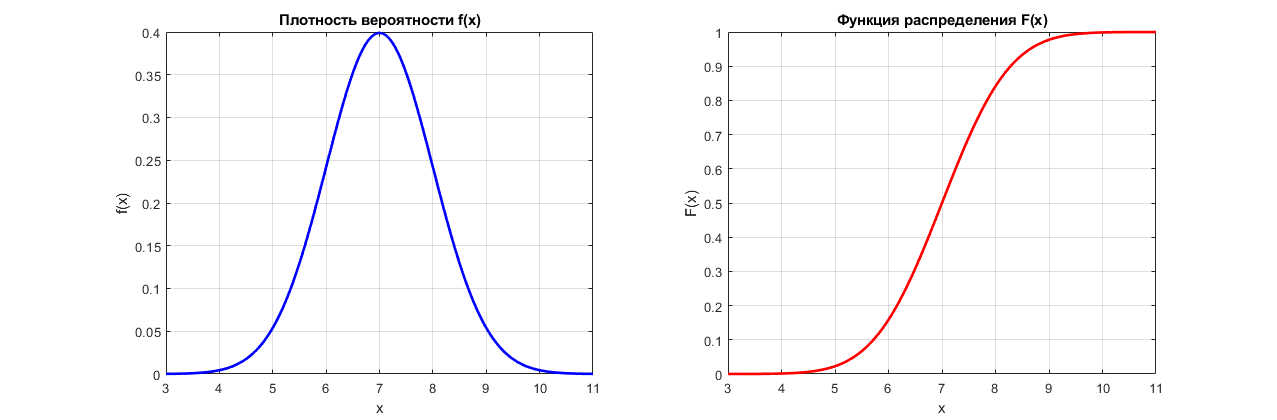 Плотность вероятности f(x)
0.4
0.35
0.3
0.25
0.2
0.15
0.1
0.05
0
f(x)
3 4 5 6 7 8 9 10 11
x
Функция распределения F(x)
1
0.9
0.8
0.7
0.6
0.5
0.4
0.3
0.2
0.1
0
F(x)
3 4 5 6 7 8 9 10 11
x